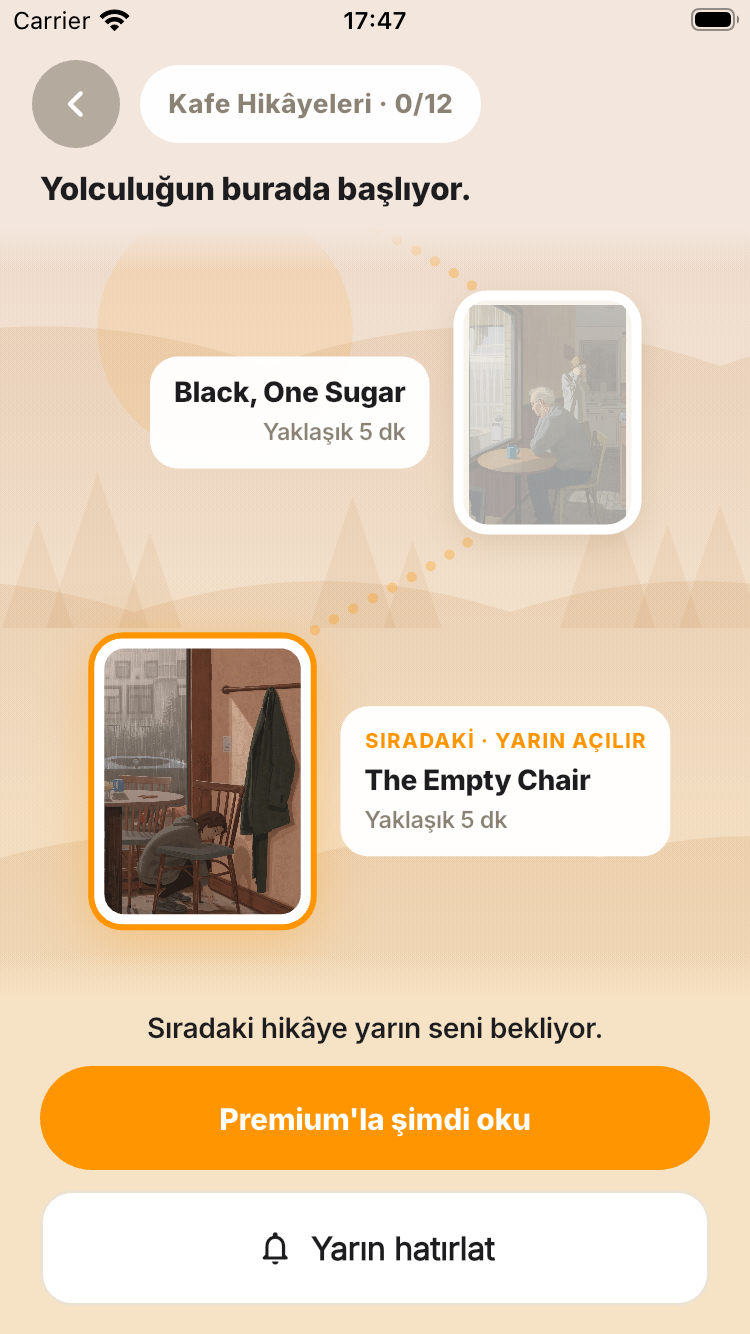 Carrier 17:47
Kafe Hikâyeleri · 0/12
Yolculuğun burada başlıyor.
Black, One Sugar
Yaklaşık 5 dk
SIRADAKİ · YARIN AÇILIR
The Empty Chair
Yaklaşık 5 dk
Sıradaki hikâye yarın seni bekliyor.
Premium'la şimdi oku
Yarın hatırlat